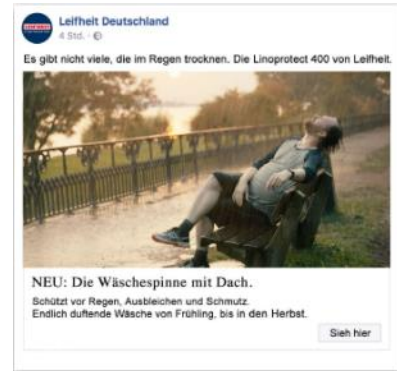 Leifheit Deutschland
4 Std.
Es gibt nicht viele, die im Regen trocknen. Die Linoprotect 400 von Leifheit.
NEU: Die Wäschespinne mit Dach.
Schützt vor Regen, Ausbleichen und Schmutz.
Endlich duftende Wäsche von Frühling, bis in den Herbst.
Sieh hier